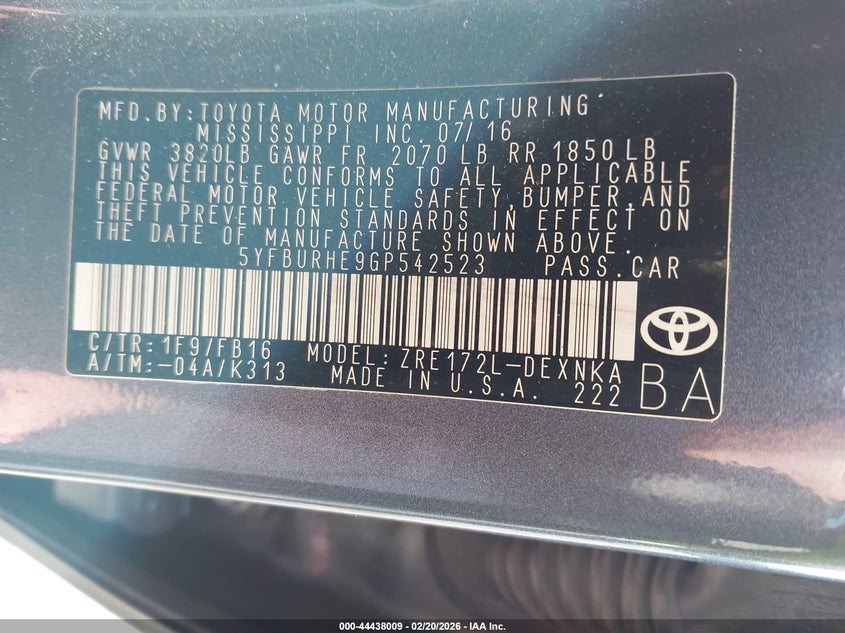 MFD.BY:TOYOTA MOTOR MANUFACTURING
MISSISSIPPI INC. 07/16
GVWR 3820LB GAWR FR 2070 LB RR 1850 LB
THIS VEHICLE CONFORMS TO ALL APPLICABLE
FEDERAL MOTOR VEHICLE SAFETY,BUMPER,AND
THEFT PREVENTION STANDARDS IN EFFECT ON
THE DATE OF MANUFACTURE SHOWN ABOVE.
5YFBURHE9GP542523 PASS.CAR
C/TR:1F9/FB16 MODEL:ZRE172L-DEXNKA
A/TM:-04A/K313 MADE IN U.S.A. 222
BA
000-44438009 | 02/20/2026 – IAA Inc.